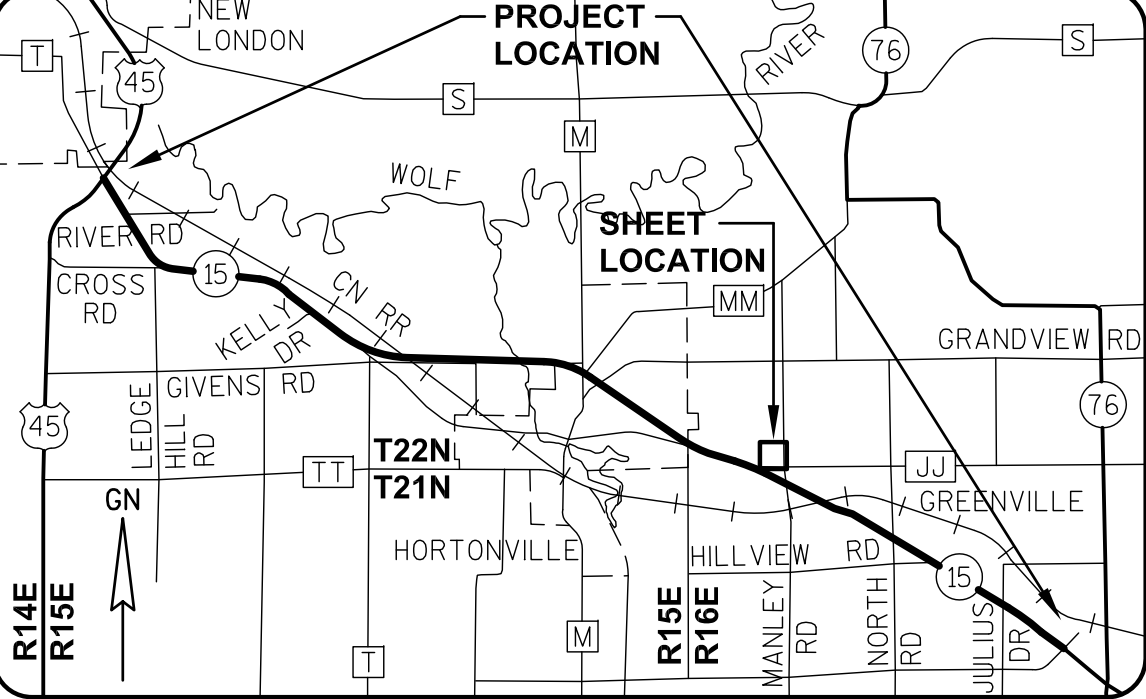 NEW
LONDON
PROJECT
LOCATION
RIVER
76
S
T
45
S
M
WOLF
SHEET
LOCATION
RIVER RD
15
CROSS
RD
CN RR
MM
KELLY
DR
GRANDVIEW RD
GIVENS RD
LEDGE
HILL
RD
45
76
T22N
T21N
TT
JJ
GN
GREENVILLE
HORTONVILLE
HILLVIEW RD
15
R14E
R15E
R15E
R16E
MANLEY
RD
NORTH
RD
JULIUS
DR
M
T